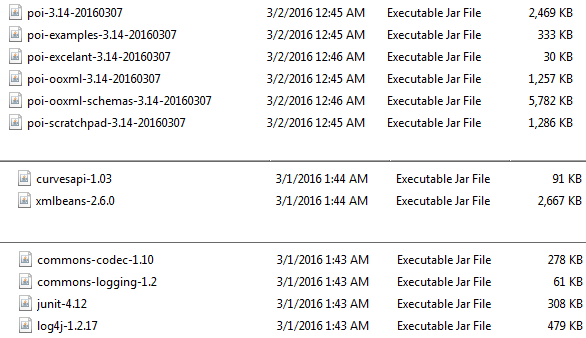 poi-3.14-20160307 3/2/2016 12:45 AM Executable Jar File 2,469 KB
poi-examples-3.14-20160307 3/2/2016 12:45 AM Executable Jar File 333 KB
poi-excelant-3.14-20160307 3/2/2016 12:46 AM Executable Jar File 30 KB
poi-ooxml-3.14-20160307 3/2/2016 12:45 AM Executable Jar File 1,257 KB
poi-ooxml-schemas-3.14-20160307 3/2/2016 12:46 AM Executable Jar File 5,782 KB
poi-scratchpad-3.14-20160307 3/2/2016 12:45 AM Executable Jar File 1,286 KB
curvesapi-1.03 3/1/2016 1:44 AM Executable Jar File 91 KB
xmlbeans-2.6.0 3/1/2016 1:44 AM Executable Jar File 2,667 KB
commons-codec-1.10 3/1/2016 1:43 AM Executable Jar File 278 KB
commons-logging-1.2 3/1/2016 1:43 AM Executable Jar File 61 KB
junit-4.12 3/1/2016 1:43 AM Executable Jar File 308 KB
log4j-1.2.17 3/1/2016 1:43 AM Executable Jar File 479 KB